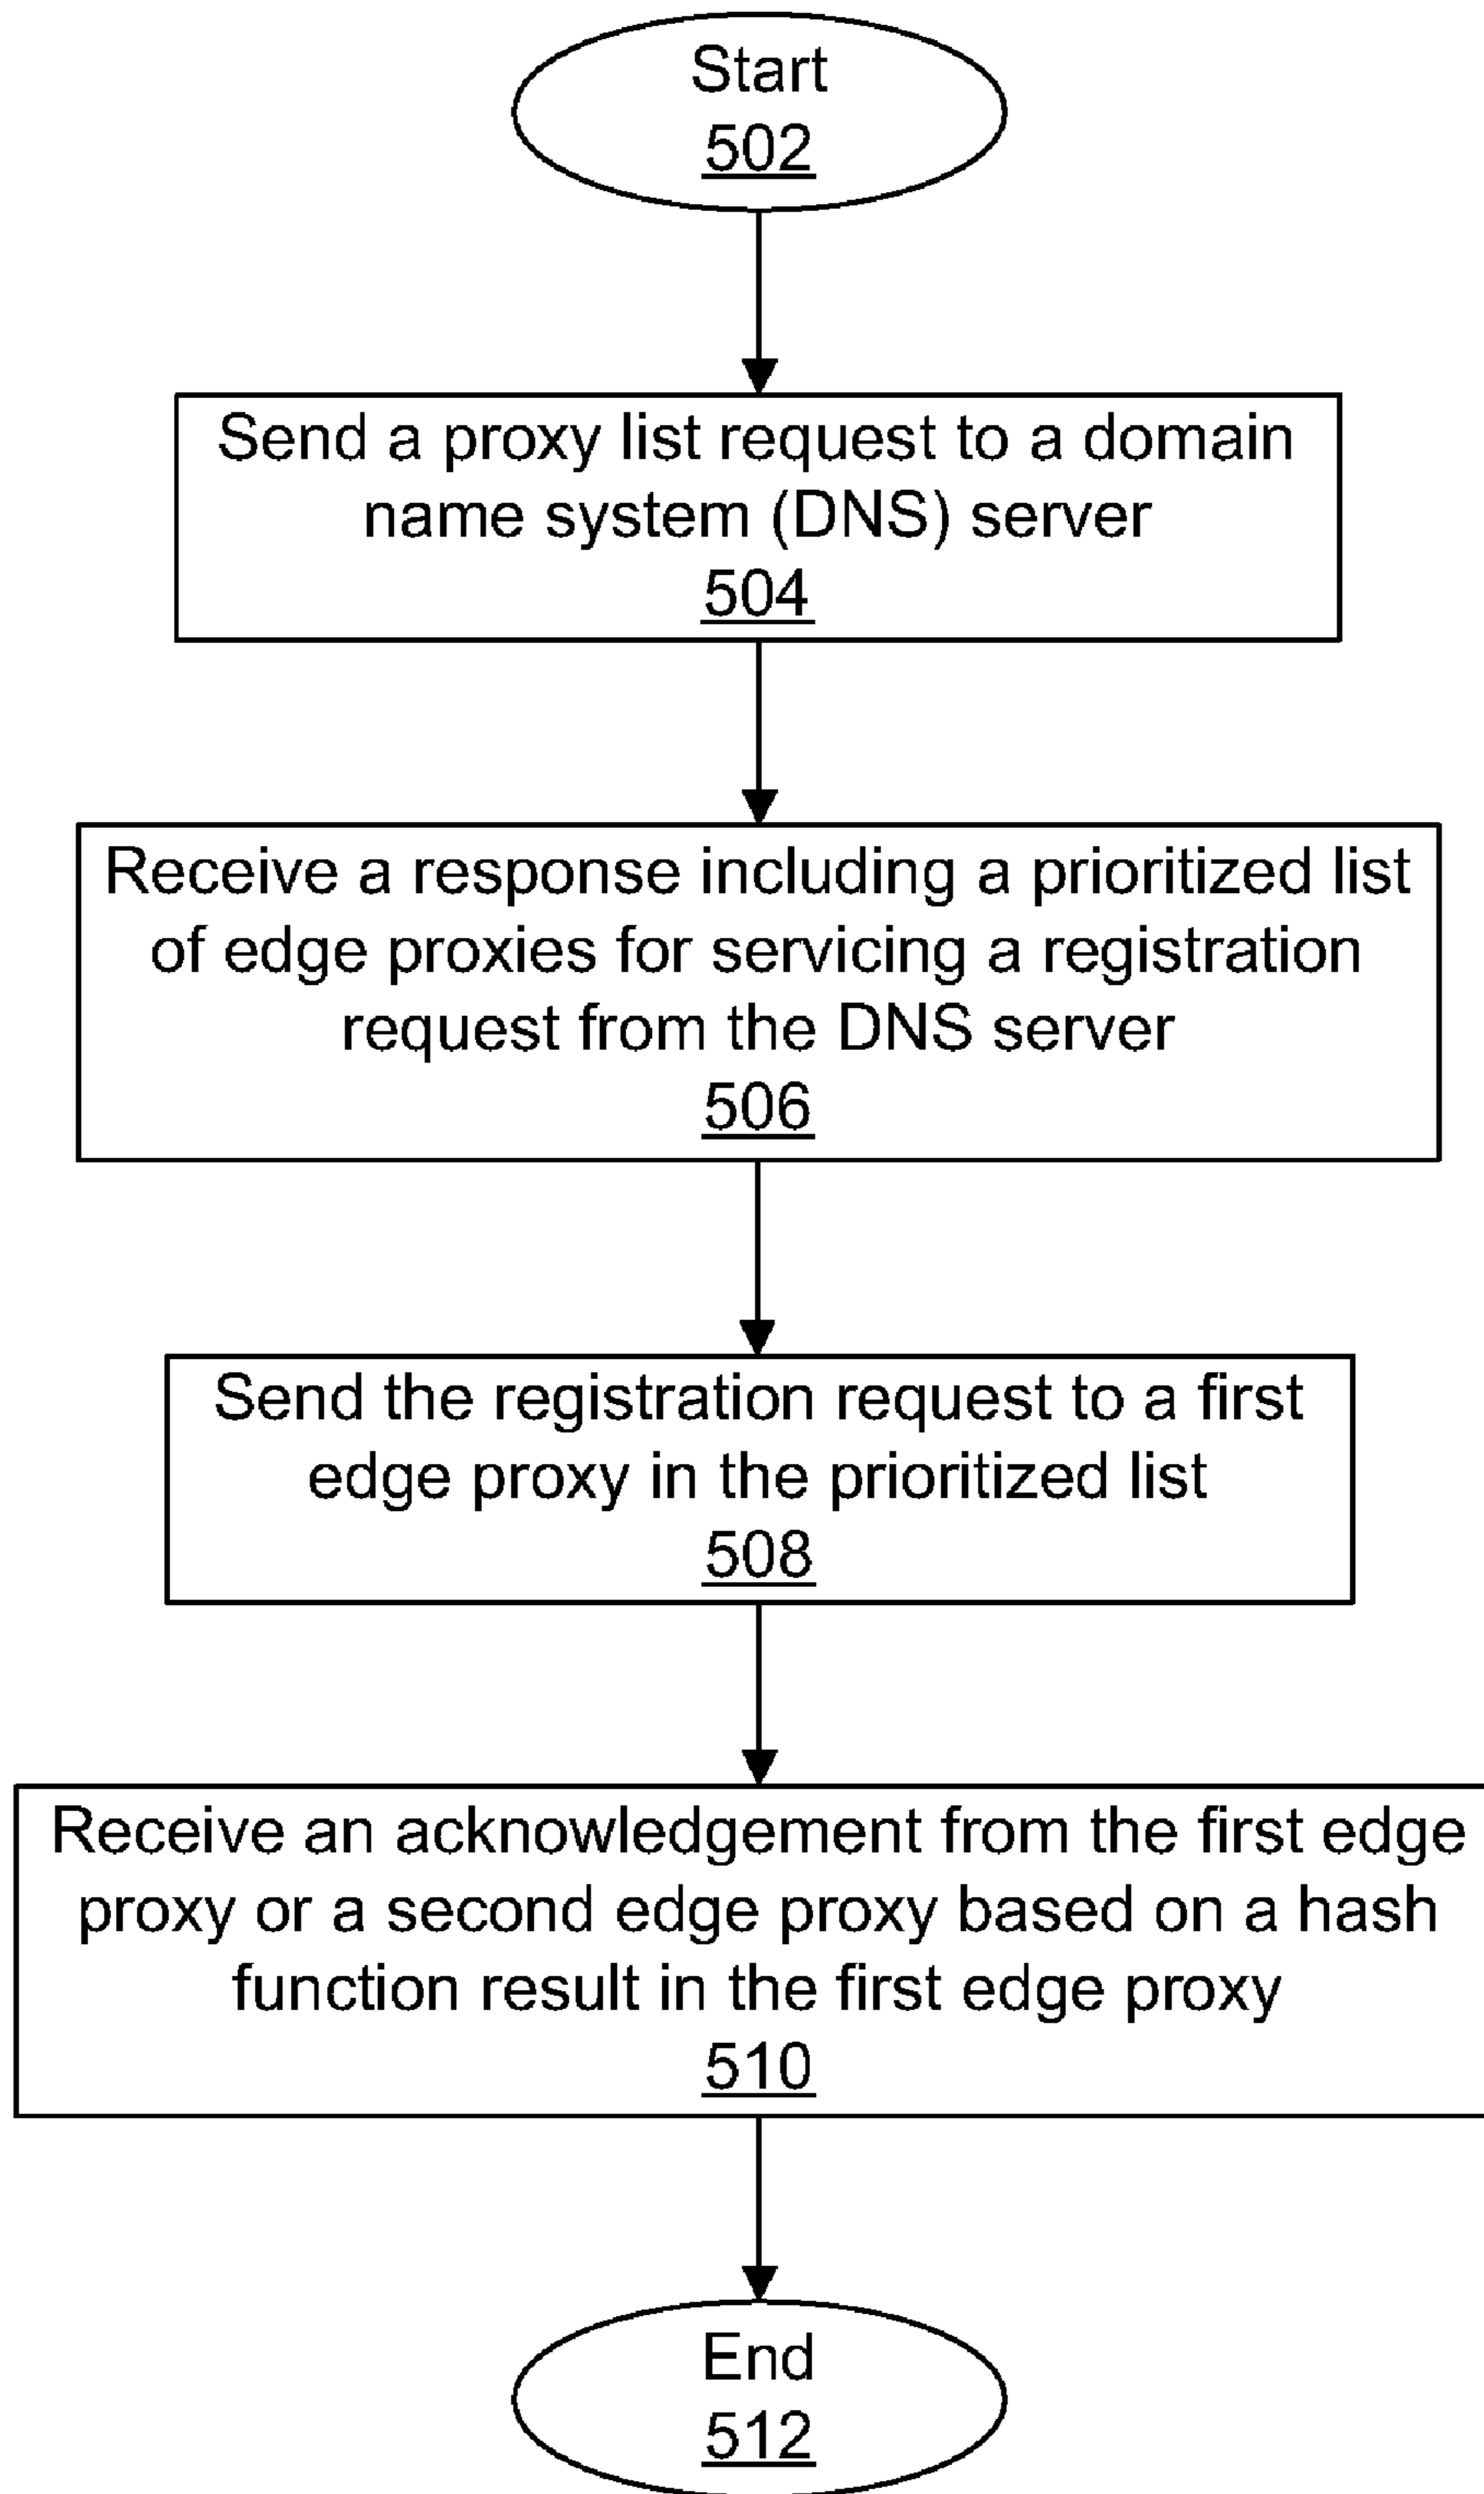 Start
502
Send a proxy list request to a domain
name system (DNS) server
504
Receive a response including a prioritized list
of edge proxies for servicing a registration
request from the DNS server
506
Send the registration request to a first
edge proxy in the prioritized list
508
Receive an acknowledgement from the first edge
proxy or a second edge proxy based on a hash
function result in the first edge proxy
510
End
512